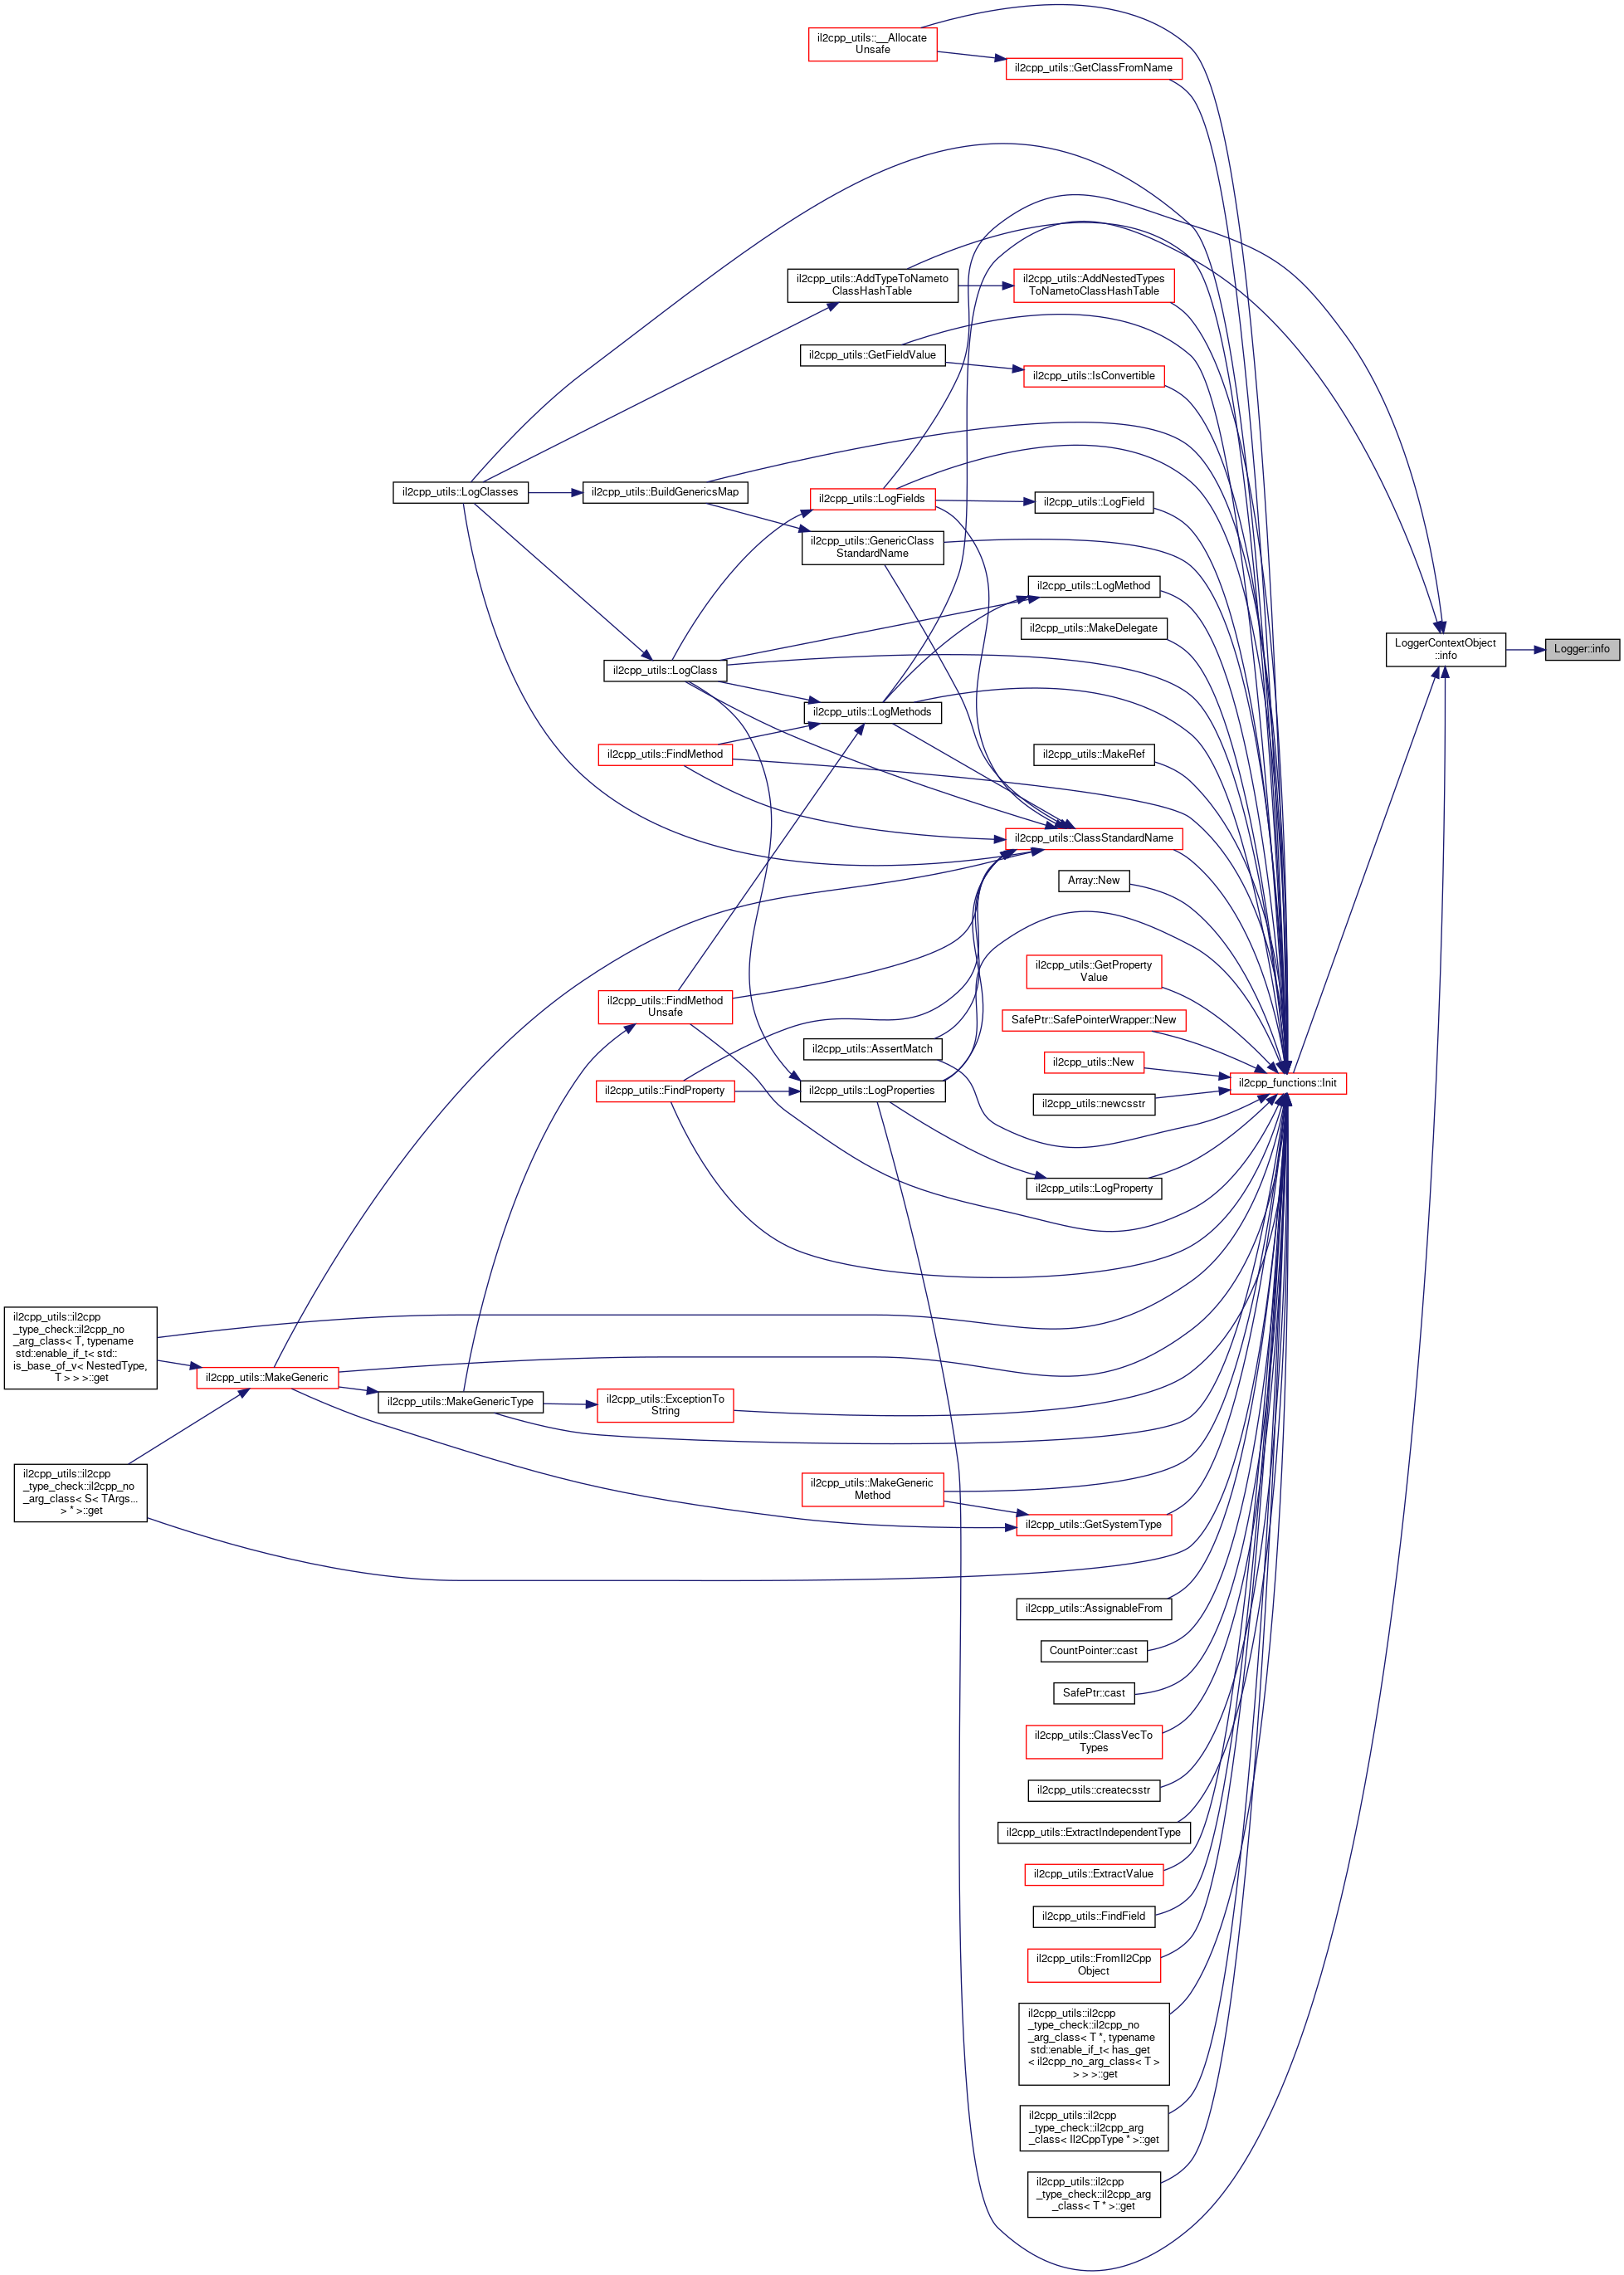 il2cpp_utils::__Allocate
Unsafe
il2cpp_utils::GetClassFromName
il2cpp_utils::AddTypeToNameto
ClassHashTable
il2cpp_utils::AddNestedTypes
ToNametoClassHashTable
il2cpp_utils::GetFieldValue
il2cpp_utils::IsConvertible
il2cpp_utils::LogClasses
il2cpp_utils::BuildGenericsMap
il2cpp_utils::LogFields
il2cpp_utils::LogField
il2cpp_utils::GenericClass
StandardName
il2cpp_utils::LogMethod
il2cpp_utils::MakeDelegate
LoggerContextObject
::info
Logger::info
il2cpp_utils::LogClass
il2cpp_utils::LogMethods
il2cpp_utils::FindMethod
il2cpp_utils::MakeRef
il2cpp_utils::ClassStandardName
Array::New
il2cpp_utils::GetProperty
Value
il2cpp_utils::FindMethod
Unsafe
SafePtr::SafePointerWrapper::New
il2cpp_utils::AssertMatch
il2cpp_utils::New
il2cpp_functions::Init
il2cpp_utils::FindProperty
il2cpp_utils::LogProperties
il2cpp_utils::newcsstr
il2cpp_utils::LogProperty
il2cpp_utils::il2cpp
_type_check::il2cpp_no
_arg_class< T, typename
std::enable_if_t< std::
is_base_of_v< NestedType,
T > > >::get
il2cpp_utils::MakeGeneric
il2cpp_utils::MakeGenericType
il2cpp_utils::ExceptionTo
String
il2cpp_utils::il2cpp
_type_check::il2cpp_no
_arg_class< S< TArgs...
> * >::get
il2cpp_utils::MakeGeneric
Method
il2cpp_utils::GetSystemType
il2cpp_utils::AssignableFrom
CountPointer::cast
SafePtr::cast
il2cpp_utils::ClassVecTo
Types
il2cpp_utils::createcsstr
il2cpp_utils::ExtractIndependentType
il2cpp_utils::ExtractValue
il2cpp_utils::FindField
il2cpp_utils::FromIl2Cpp
Object
il2cpp_utils::il2cpp
_type_check::il2cpp_no
_arg_class< T *, typename
std::enable_if_t< has_get
< il2cpp_no_arg_class< T >
> > >::get
il2cpp_utils::il2cpp
_type_check::il2cpp_arg
_class< Il2CppType * >::get
il2cpp_utils::il2cpp
_type_check::il2cpp_arg
_class< T * >::get